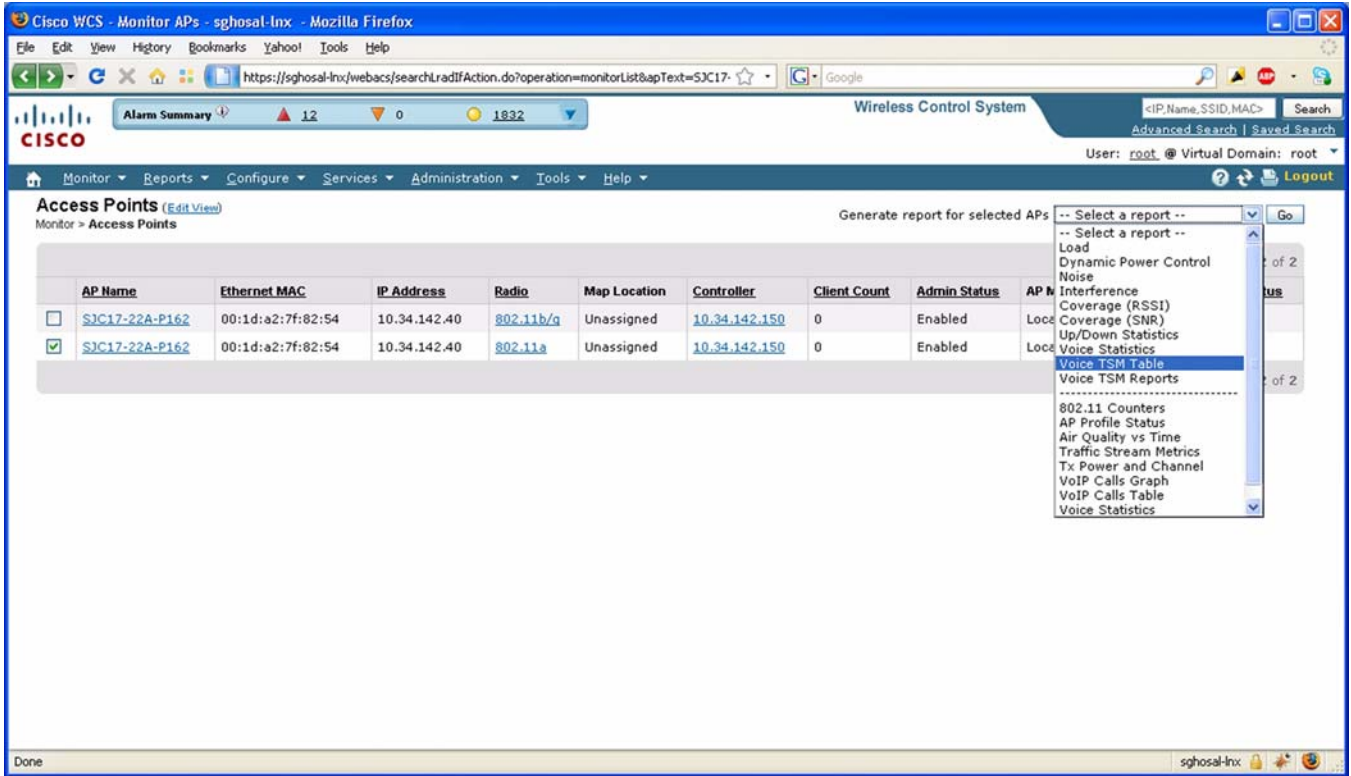 Cisco WCS - Monitor APs - sghosal-lnx - Mozilla Firefox
File Edit View History Bookmarks Yahoo! Tools Help
https://sghosal-lnx/webacs/searchLradIfAction.do?operation=monitorList&apText=SJC17- G Google ABP
CISCO
Alarm Summary 12 0 1832
Wireless Control System
<IP,Name,SSID,MAC> Search
Advanced Search | Saved Search
User: root @ Virtual Domain: root
Monitor Reports Configure Services Administration Tools Help Logout
Access Points (Edit View)
Monitor > Access Points
Generate report for selected APs -- Select a report -- Go
of 2
AP Name Ethernet MAC IP Address Radio Map Location Controller Client Count Admin Status AP M tus
SJC17-22A-P162 00:1d:a2:7f:82:54 10.34.142.40 802.11b/g Unassigned 10.34.142.150 0 Enabled Loca
SJC17-22A-P162 00:1d:a2:7f:82:54 10.34.142.40 802.11a Unassigned 10.34.142.150 0 Enabled Loca
of 2
-- Select a report --
Load
Dynamic Power Control
Noise
Interference
Coverage (RSSI)
Coverage (SNR)
Up/Down Statistics
Voice Statistics
Voice TSM Table
Voice TSM Reports
--------------------------------
802.11 Counters
AP Profile Status
Air Quality vs Time
Traffic Stream Metrics
Tx Power and Channel
VoIP Calls Graph
VoIP Calls Table
Voice Statistics
Done
sghosal-lnx